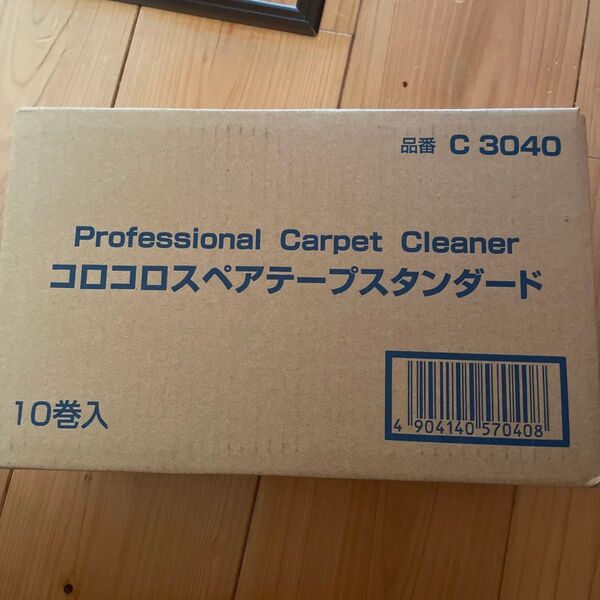 品番 C 3040
Professional Carpet Cleaner
コロコロスペアテープスタンダード
10巻入
4 904140 570408